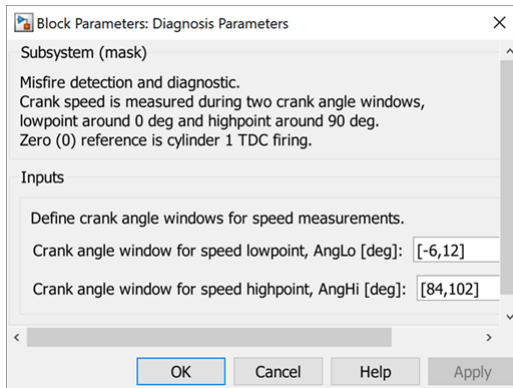 Block Parameters: Diagnosis Parameters
Subsystem (mask)
Misfire detection and diagnostic.
Crank speed is measured during two crank angle windows,
lowpoint around 0 deg and highpoint around 90 deg.
Zero (0) reference is cylinder 1 TDC firing.
Inputs
Define crank angle windows for speed measurements.
Crank angle window for speed lowpoint, AngLo [deg]: [-6,12]
Crank angle window for speed highpoint, AngHi [deg]: [84,102]
OK Cancel Help Apply